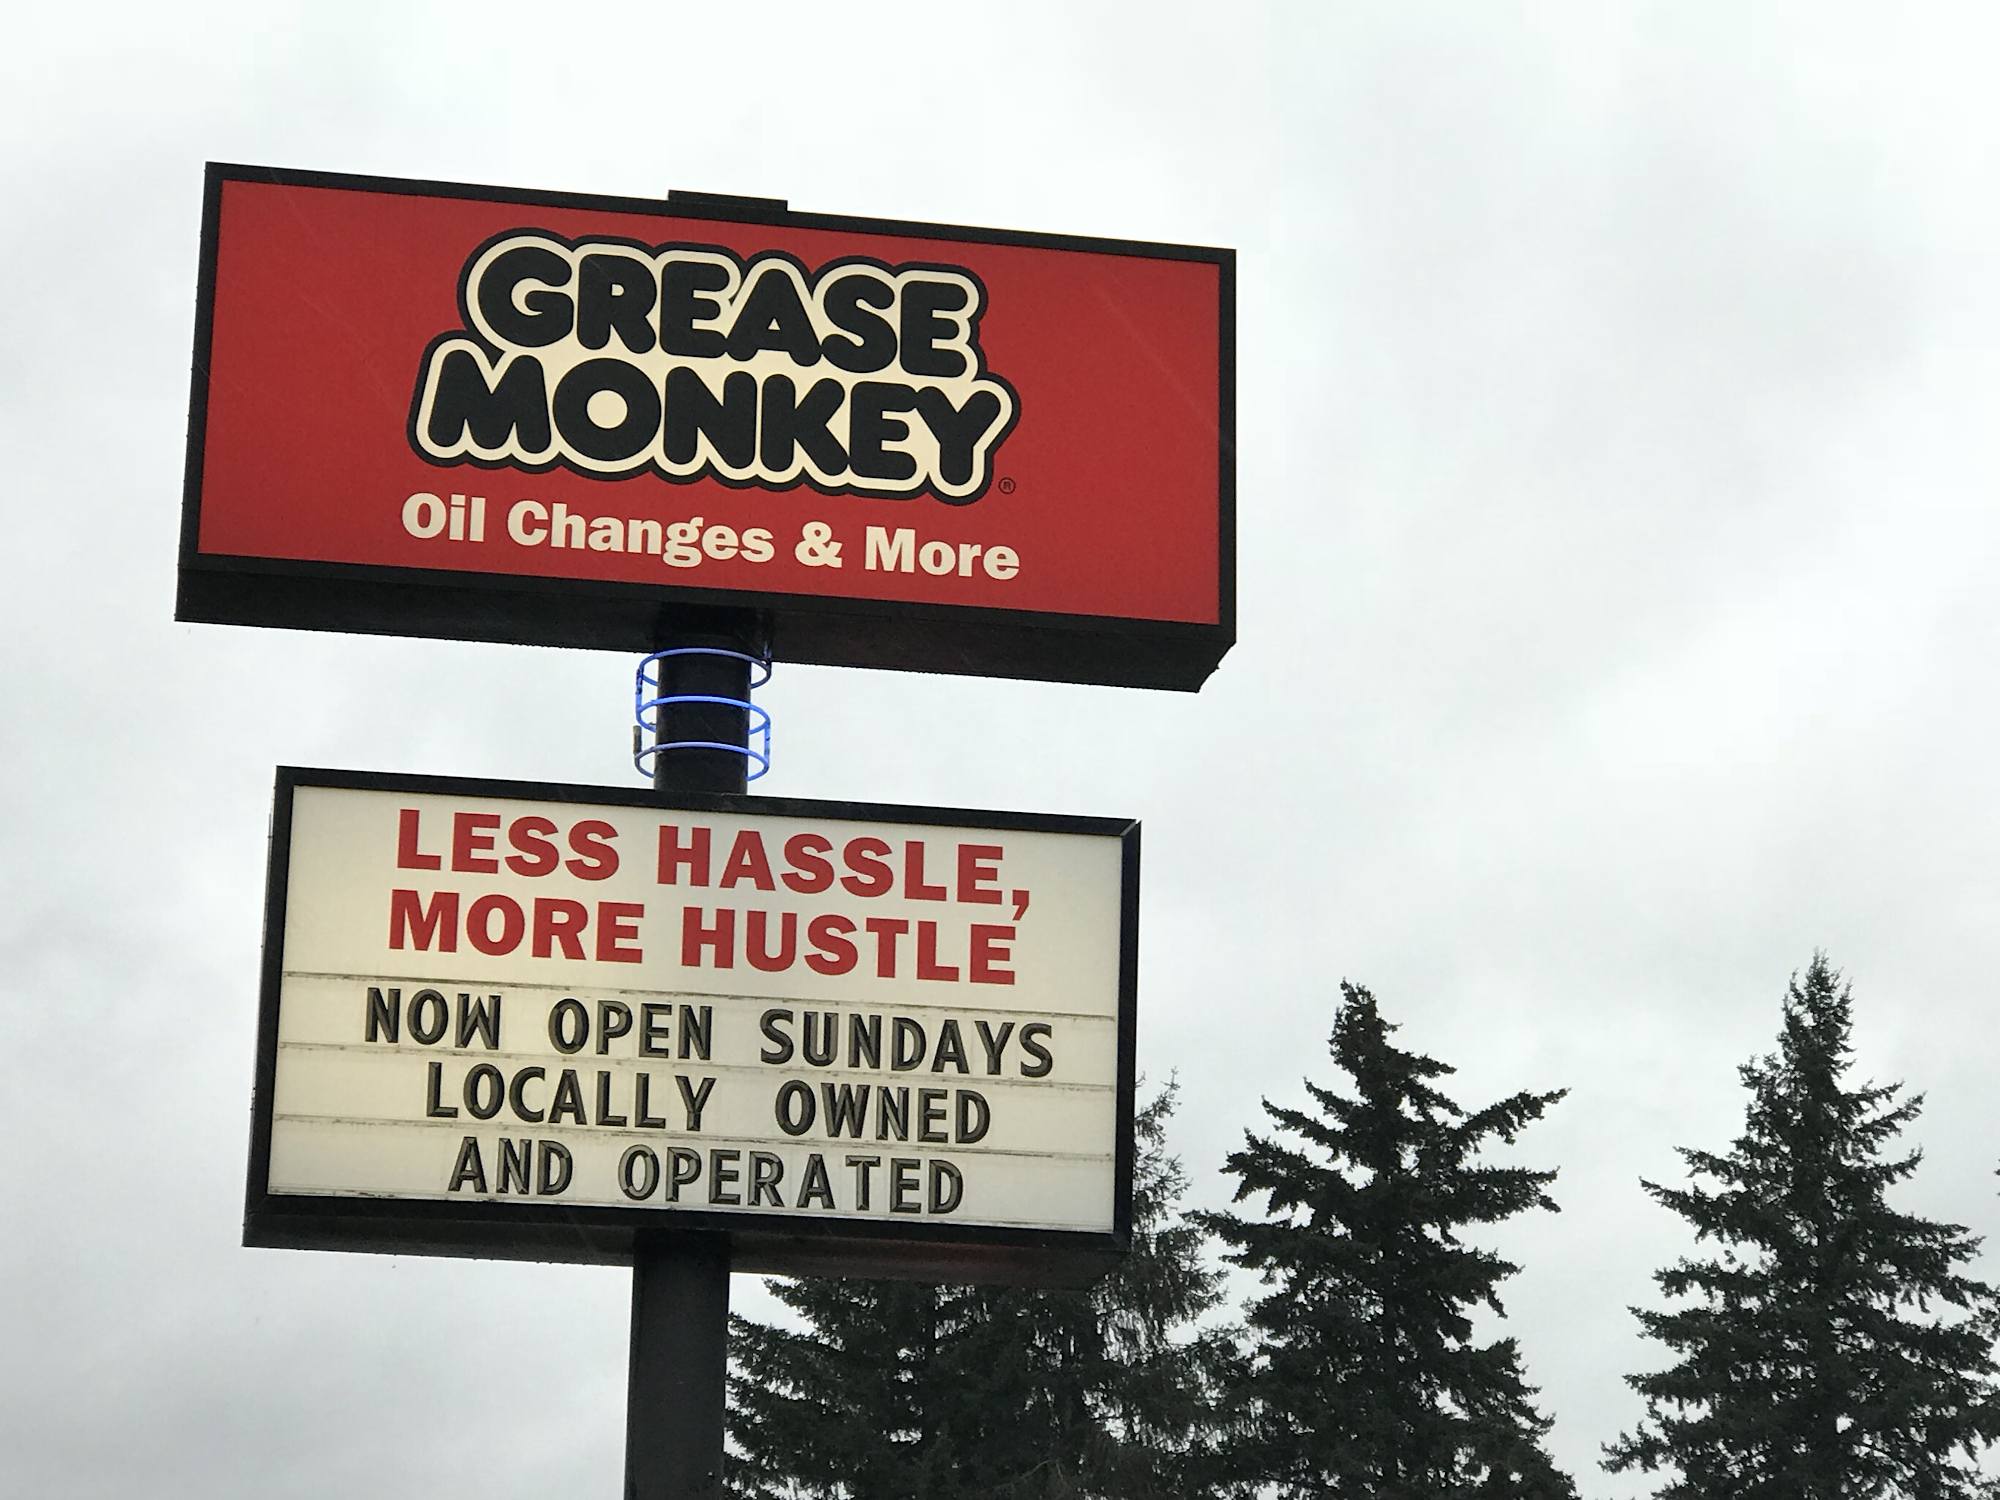 GREASE
MONKEY®
Oil Changes & More
LESS HASSLE,
MORE HUSTLE
NOW OPEN SUNDAYS
LOCALLY OWNED
AND OPERATED